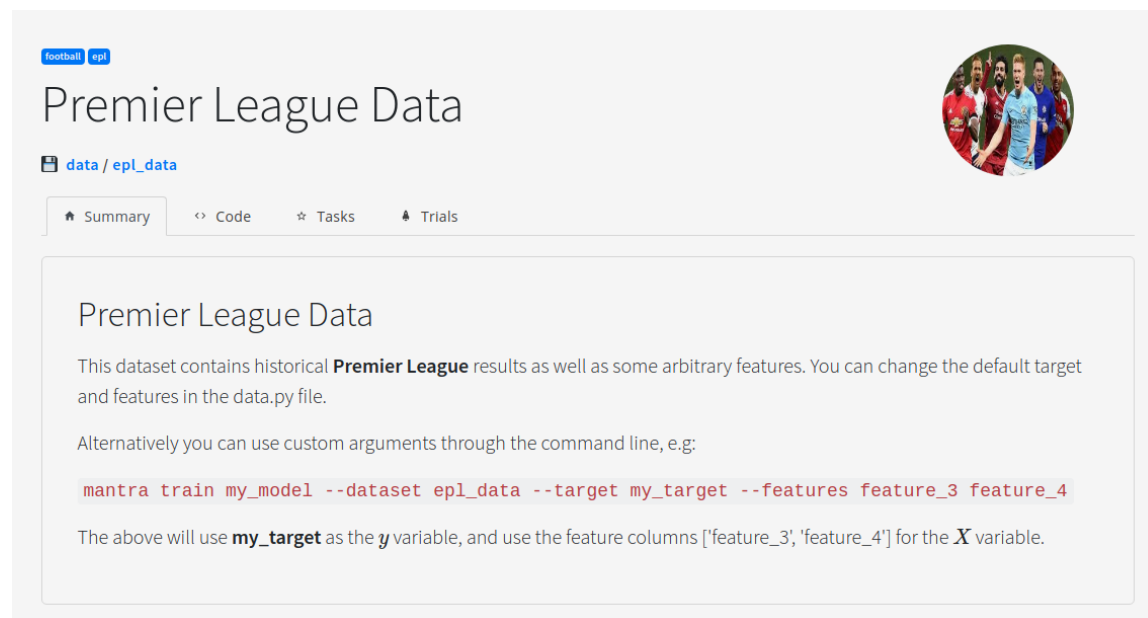 football epl
Premier League Data
data / epl_data
Summary Code Tasks Trials
Premier League Data
This dataset contains historical Premier League results as well as some arbitrary features. You can change the default target
and features in the data.py file.
Alternatively you can use custom arguments through the command line, e.g:
mantra train my_model --dataset epl_data --target my_target --features feature_3 feature_4
The above will use my_target as the y variable, and use the feature columns ['feature_3', 'feature_4'] for the X variable.